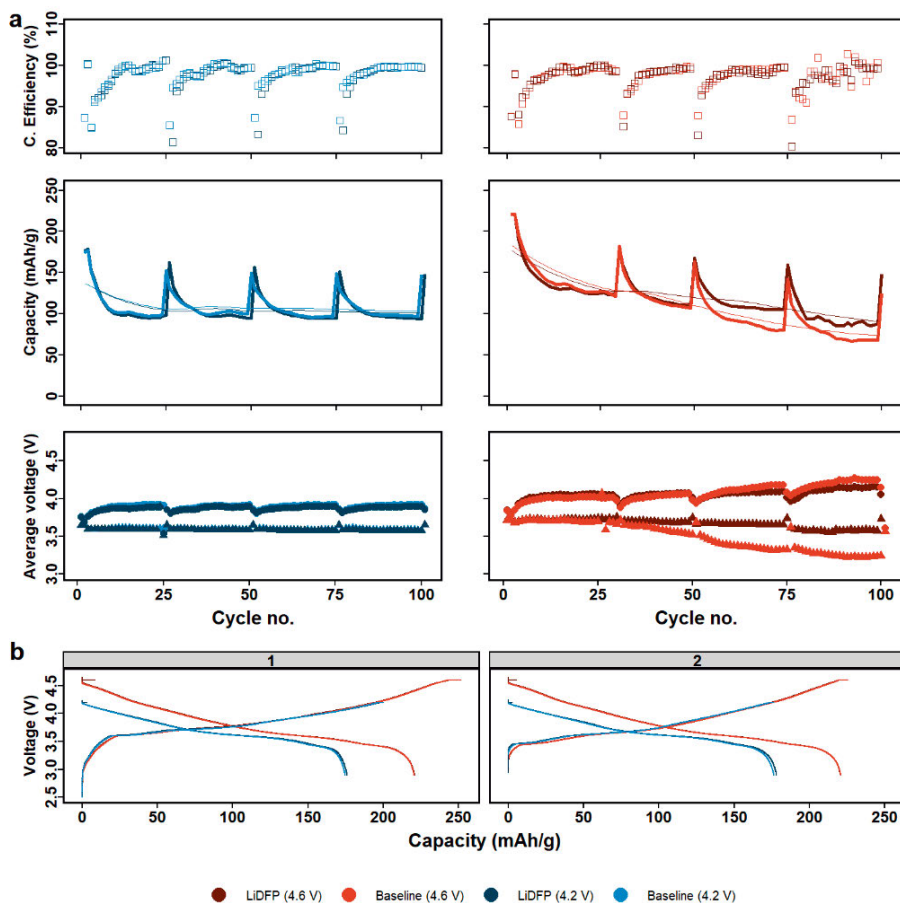 a
C. Efficiency (%)
110
100
90
80
Capacity (mAh/g)
250
200
150
100
50
0
Average voltage (V)
4.5
4.0
3.5
3.0
0 25 50 75 100 0 25 50 75 100
Cycle no. Cycle no.
b
1 2
Voltage (V)
4.5
4.0
3.5
3.0
2.5
0 50 100 150 200 250 0 50 100 150 200 250
Capacity (mAh/g)
LiDFP (4.6 V) Baseline (4.6 V) LiDFP (4.2 V) Baseline (4.2 V)